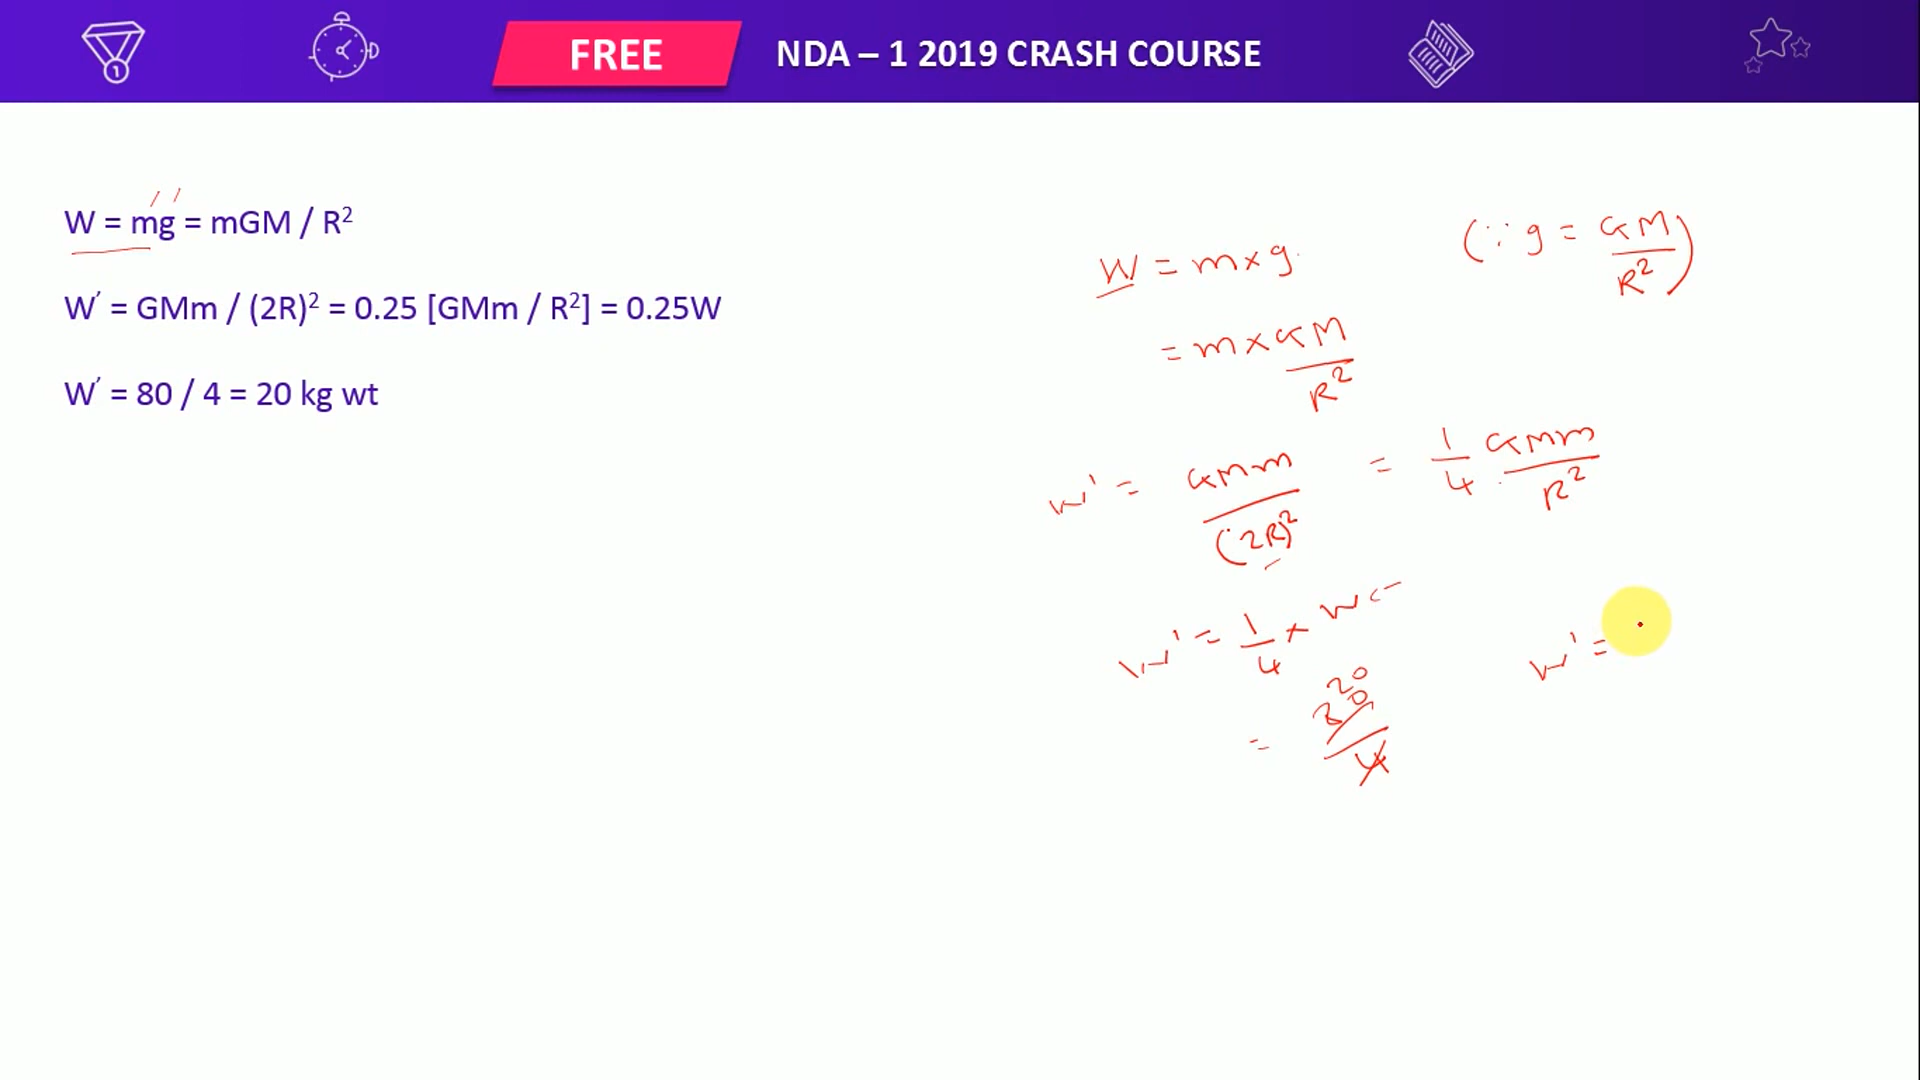 FREE NDA – 1 2019 CRASH COURSE
1
W = mg = mGM / R²
W′ = GMm / (2R)² = 0.25 [GMm / R²] = 0.25W
W′ = 80 / 4 = 20 kg wt
W = m × g
(∵ g = GM / R²)
= m × GM / R²
W' = GMm / (2R)² = 1/4 . GMm / R²
W' = 1/4 × W
20
= 80 / 4
W' =